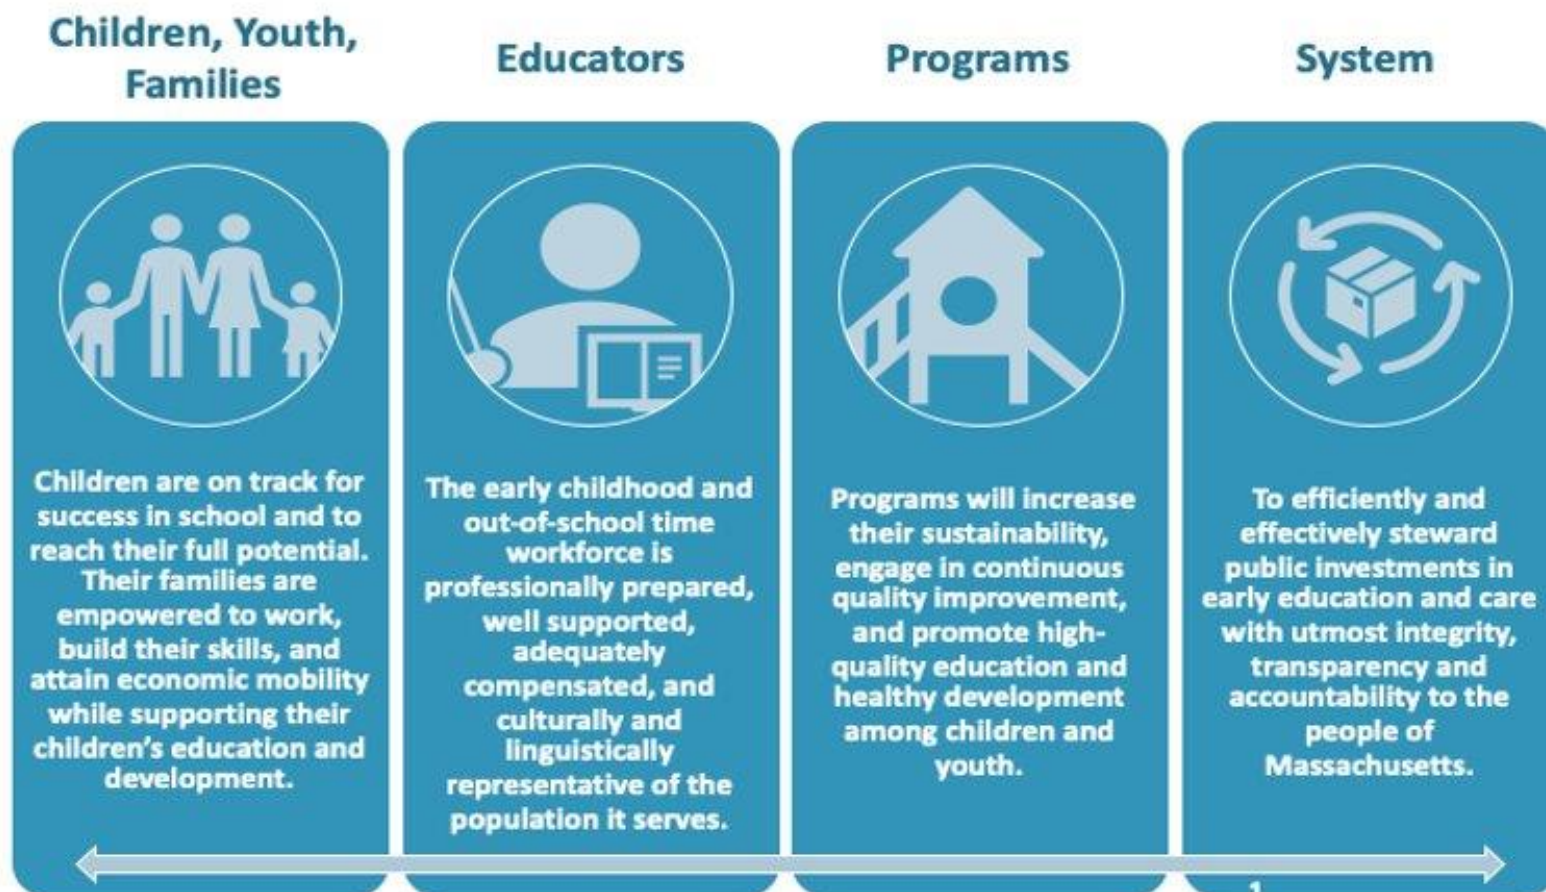 Children, Youth,
Families
Educators
Programs
System
Children are on track for
success in school and to
reach their full potential.
Their families are
empowered to work,
build their skills, and
attain economic mobility
while supporting their
children’s education and
development.
The early childhood and
out-of-school time
workforce is
professionally prepared,
well supported,
adequately
compensated, and
culturally and
linguistically
representative of the
population it serves.
Programs will increase
their sustainability,
engage in continuous
quality improvement,
and promote high-
quality education and
healthy development
among children and
youth.
To efficiently and
effectively steward
public investments in
early education and care
with utmost integrity,
transparency and
accountability to the
people of
Massachusetts.
1